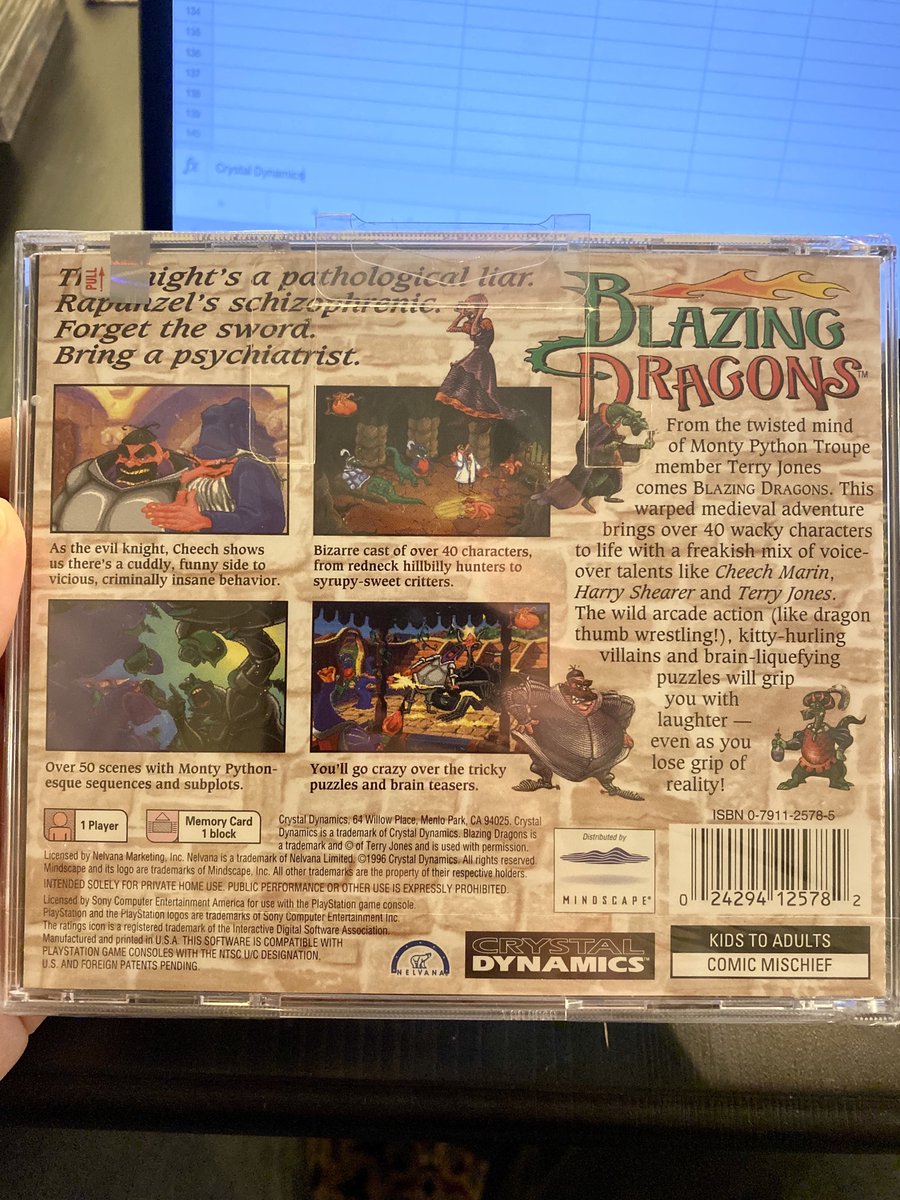 134
135
136
137
138
139
140
fx Crystal Dynamics
PULL
night's a pathological liar.
Rapunzel's schizophrenic.
Forget the sword.
Bring a psychiatrist.
BLAZING
DRAGONS™
From the twisted mind
of Monty Python Troupe
member Terry Jones
comes BLAZING DRAGONS. This
warped medieval adventure
brings over 40 wacky characters
to life with a freakish mix of voice-
over talents like Cheech Marin,
Harry Shearer and Terry Jones.
The wild arcade action (like dragon
thumb wrestling!), kitty-hurling
villains and brain-liquefying
puzzles will grip
you with
laughter —
even as you
lose grip of
reality!
As the evil knight, Cheech shows
us there's a cuddly, funny side to
vicious, criminally insane behavior.
Bizarre cast of over 40 characters,
from redneck hillbilly hunters to
syrupy-sweet critters.
Over 50 scenes with Monty Python-
esque sequences and subplots.
You'll go crazy over the tricky
puzzles and brain teasers.
1 Player
Memory Card
1 block
Crystal Dynamics, 64 Willow Place, Menlo Park, CA 94025. Crystal
Dynamics is a trademark of Crystal Dynamics. Blazing Dragons is
a trademark and © of Terry Jones and is used with permission.
Licensed by Nelvana Marketing, Inc. Nelvana is a trademark of Nelvana Limited. ©1996 Crystal Dynamics. All rights reserved.
Mindscape and its logo are trademarks of Mindscape, Inc. All other trademarks are the property of their respective holders.
INTENDED SOLELY FOR PRIVATE HOME USE. PUBLIC PERFORMANCE OR OTHER USE IS EXPRESSLY PROHIBITED.
Licensed by Sony Computer Entertainment America for use with the PlayStation game console.
PlayStation and the PlayStation logos are trademarks of Sony Computer Entertainment Inc.
The ratings icon is a registered trademark of the Interactive Digital Software Association.
Manufactured and printed in U.S.A. THIS SOFTWARE IS COMPATIBLE WITH
PLAYSTATION GAME CONSOLES WITH THE NTSC U/C DESIGNATION.
U.S. AND FOREIGN PATENTS PENDING.
NELVANA
CRYSTAL
DYNAMICS™
Distributed by
MINDSCAPE®
ISBN 0-7911-2578-5
0 24294 12578 2
KIDS TO ADULTS
COMIC MISCHIEF